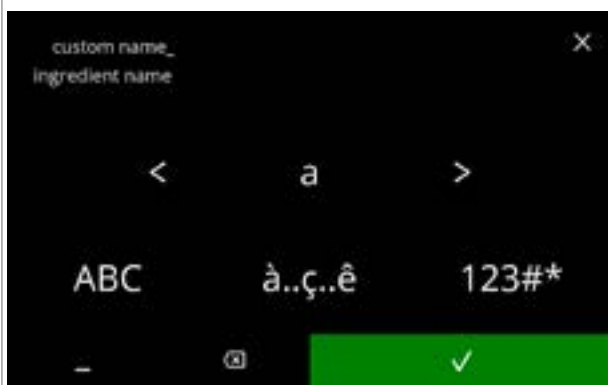 custom name_
ingredient name
< a >
ABC à..ç..ê 123#*
_